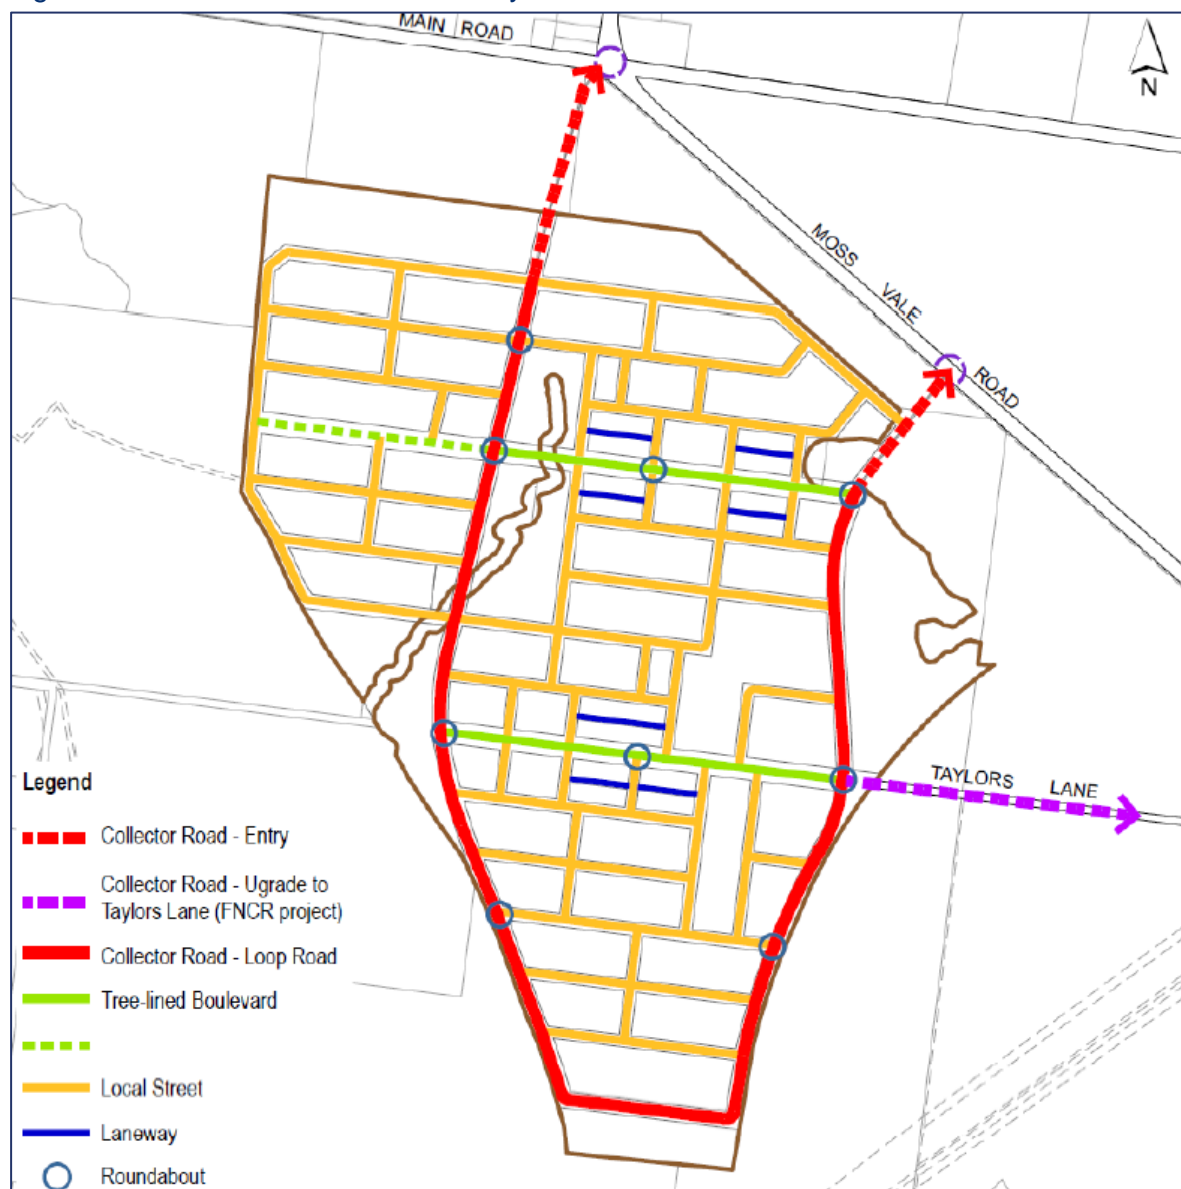 MAIN ROAD
N
MOSS VALE ROAD
TAYLORS LANE
Legend
Collector Road - Entry
Collector Road - Ugrade to
Taylors Lane (FNCR project)
Collector Road - Loop Road
Tree-lined Boulevard
Local Street
Laneway
Roundabout